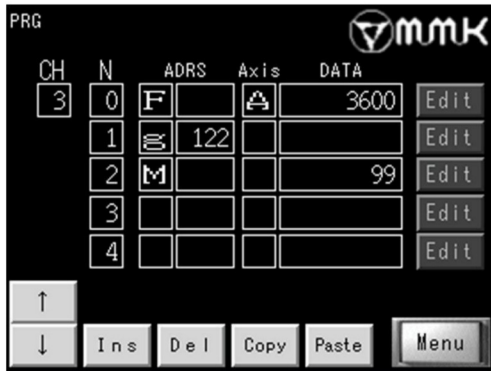 PRG
MMK
CH N ADRS Axis DATA
3 0 F A 3600 Edit
1 g 122 Edit
2 M 99 Edit
3 Edit
4 Edit
↑
↓ Ins Del Copy Paste Menu